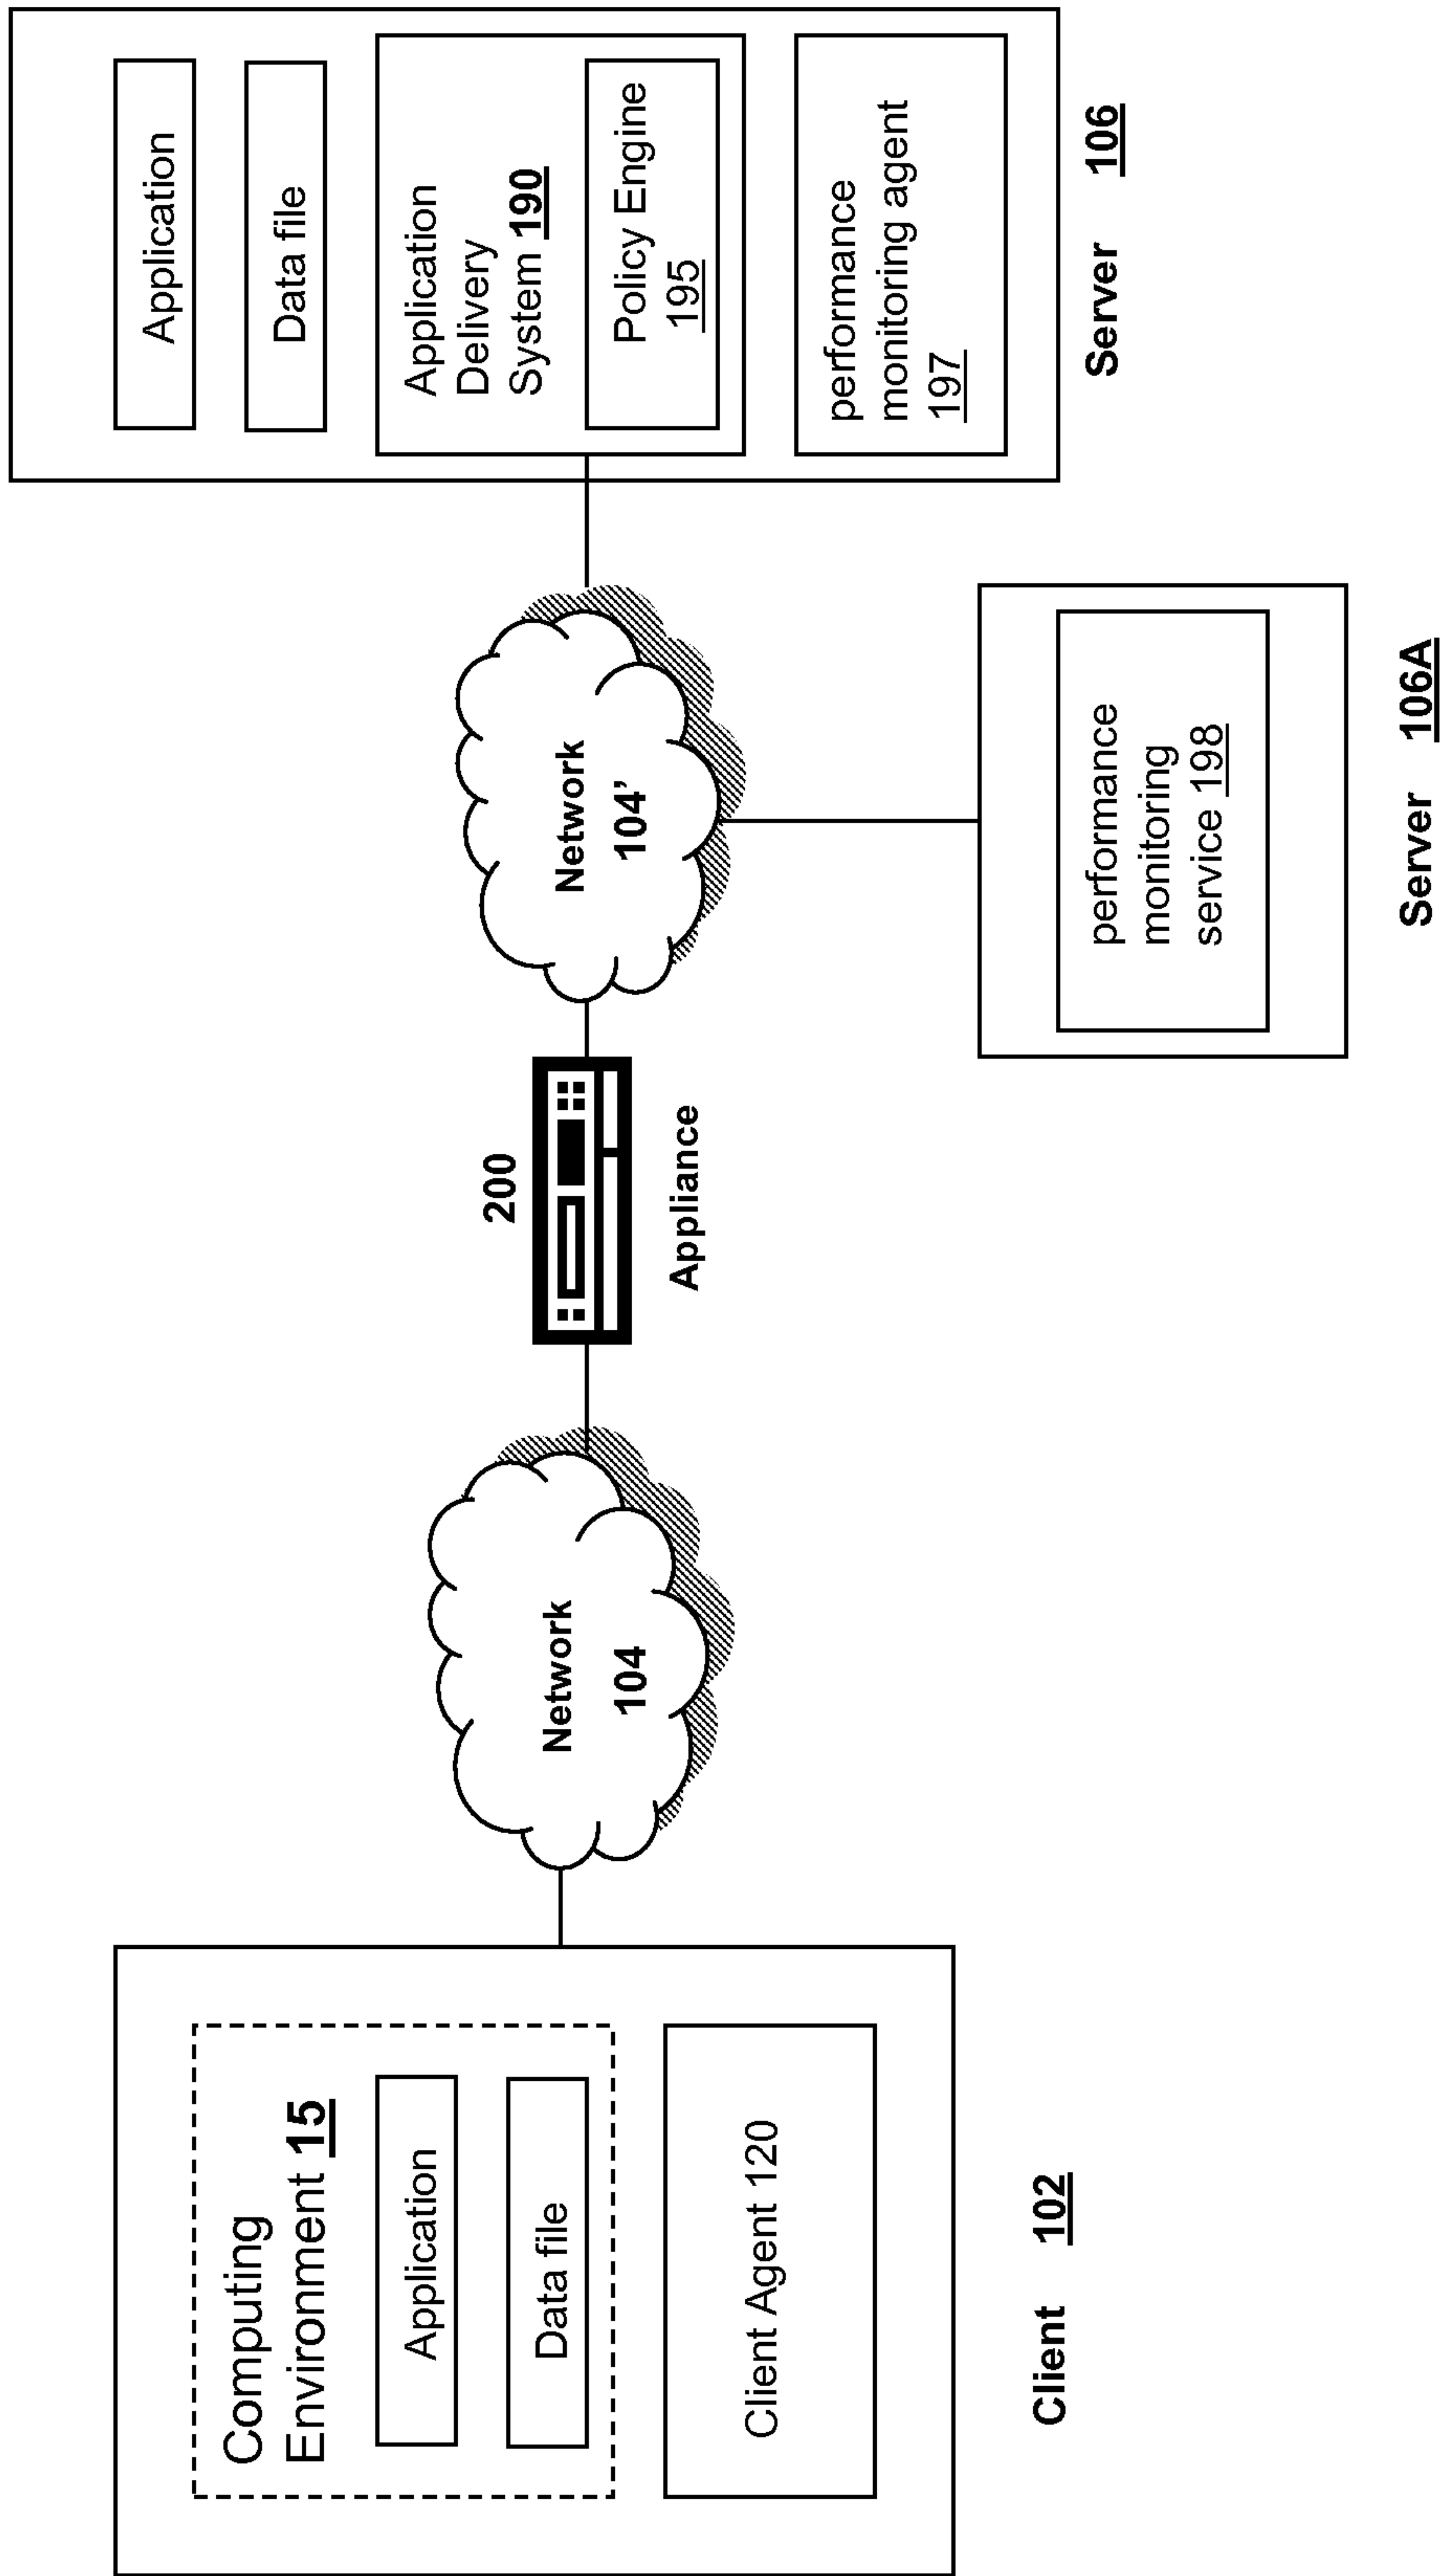 Computing
Environment 15
Application
Data file
Client Agent 120
Client 102
Network
104
200
Appliance
Network
104’
Application
Data file
Application
Delivery
System 190
Policy Engine
195
performance
monitoring agent
197
Server 106
performance
monitoring
service 198
Server 106A